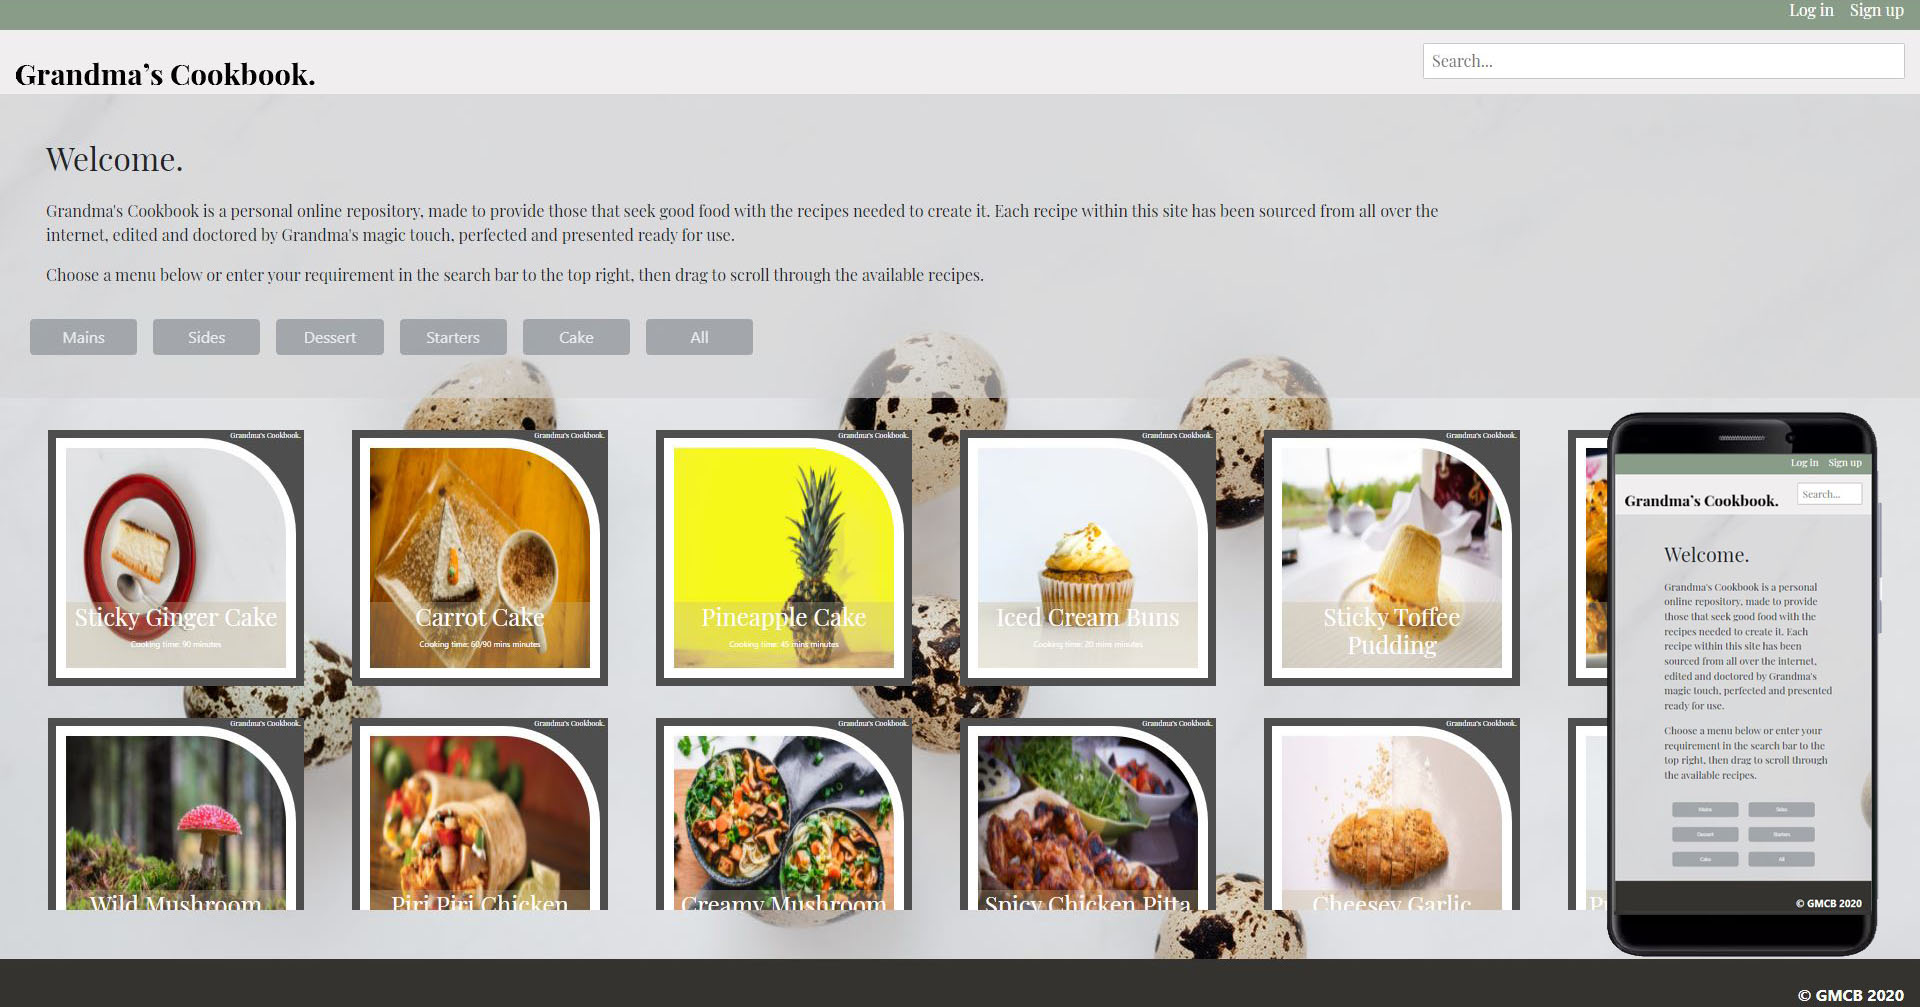 Log in Sign up
Grandma's Cookbook.
Search...
Welcome.
Grandma's Cookbook is a personal online repository, made to provide those that seek good food with the recipes needed to create it. Each recipe within this site has been sourced from all over the
internet, edited and doctored by Grandma's magic touch, perfected and presented ready for use.
Choose a menu below or enter your requirement in the search bar to the top right, then drag to scroll through the available recipes.
Mains Sides Dessert Starters Cake All
Grandma's Cookbook.
Sticky Ginger Cake
Cooking time: 90 minutes
Grandma's Cookbook.
Carrot Cake
Cooking time: 60/90 mins minutes
Grandma's Cookbook.
Pineapple Cake
Cooking time: 45 mins minutes
Grandma's Cookbook.
Iced Cream Buns
Cooking time: 20 mins minutes
Grandma's Cookbook.
Sticky Toffee
Pudding
Grandma's Cookbook.
Wild Mushroom
Grandma's Cookbook.
Piri Piri Chicken
Grandma's Cookbook.
Creamy Mushroom
Grandma's Cookbook.
Spicy Chicken Pitta
Grandma's Cookbook.
Cheesey Garlic
Log in Sign up
Grandma's Cookbook.
Search...
Welcome.
Grandma's Cookbook is a personal
online repository, made to provide
those that seek good food with the
recipes needed to create it. Each
recipe within this site has been
sourced from all over the internet,
edited and doctored by Grandma's
magic touch, perfected and presented
ready for use.
Choose a menu below or enter your
requirement in the search bar to the
top right, then drag to scroll through
the available recipes.
Mains Sides
Dessert Starters
Cake All
© GMCB 2020
© GMCB 2020